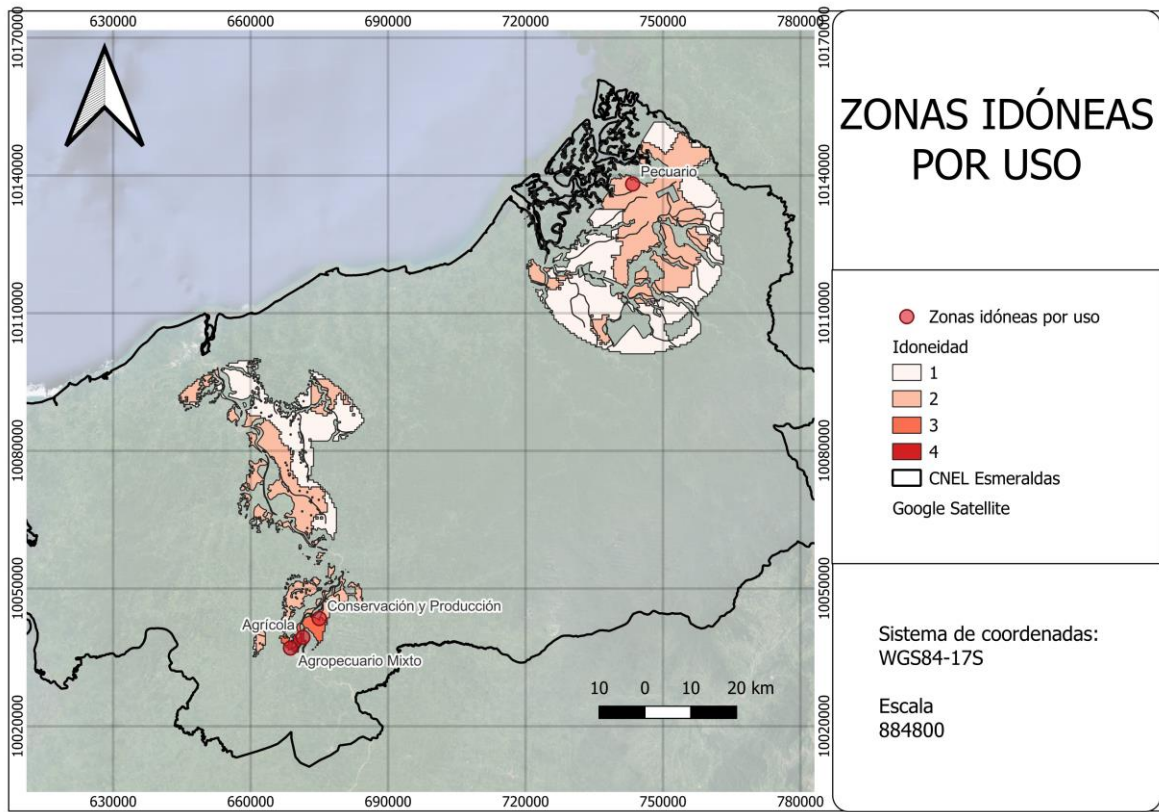 630000 660000 690000 720000 750000 780000
10170000
10140000
10110000
10080000
10050000
10020000
10170000
10140000
10110000
10080000
10050000
10020000
Pecuario
Conservación y Producción
Agrícola
Agropecuario Mixto
10 0 10 20 km
630000 660000 690000 720000 750000 780000
ZONAS IDÓNEAS
POR USO
Zonas idóneas por uso
Idoneidad
1
2
3
4
CNEL Esmeraldas
Google Satellite
Sistema de coordenadas:
WGS84-17S
Escala
884800